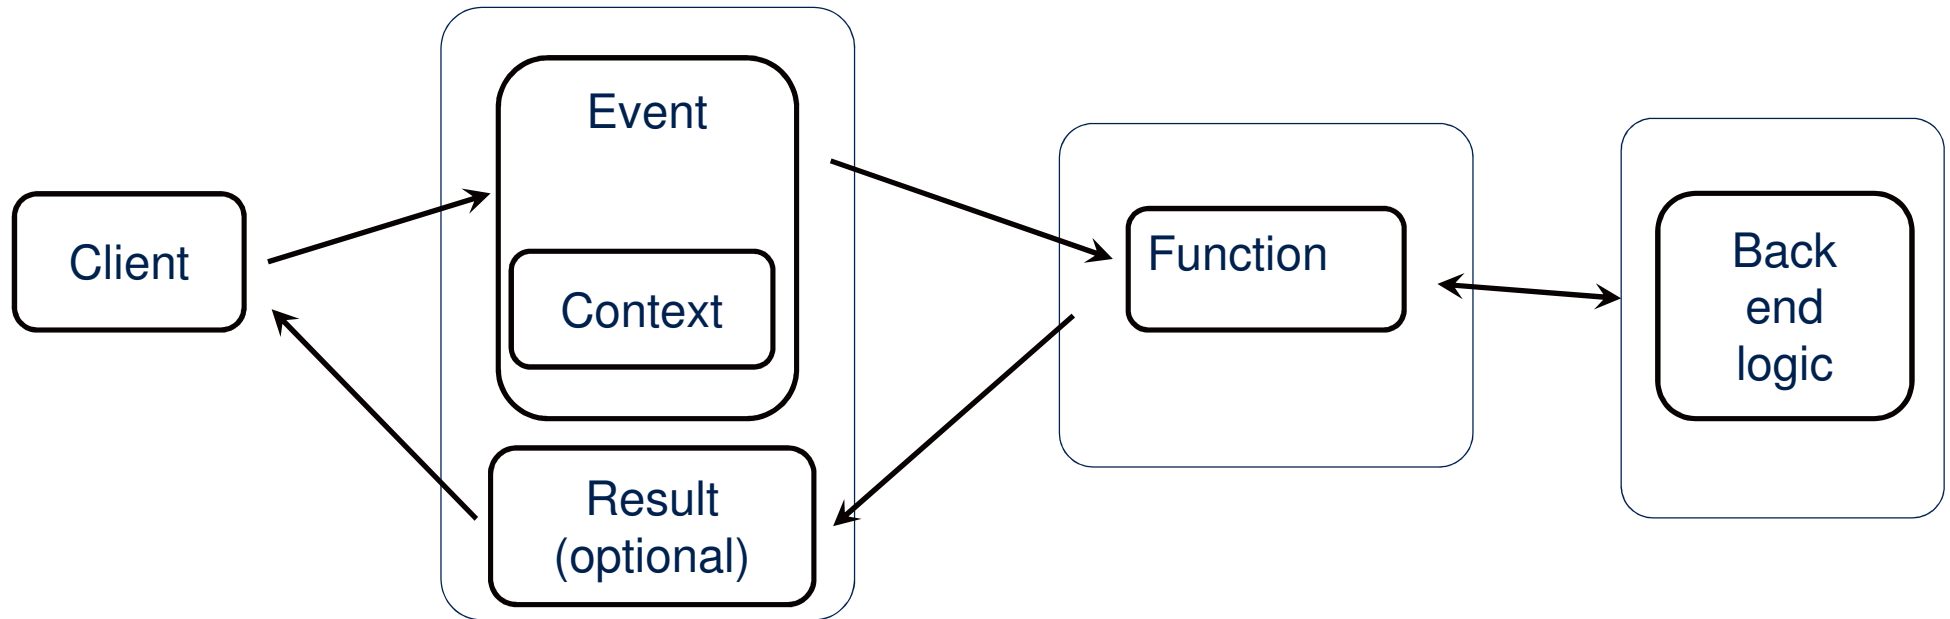 Event
Client
Context
Function
Back
end
logic
Result
(optional)